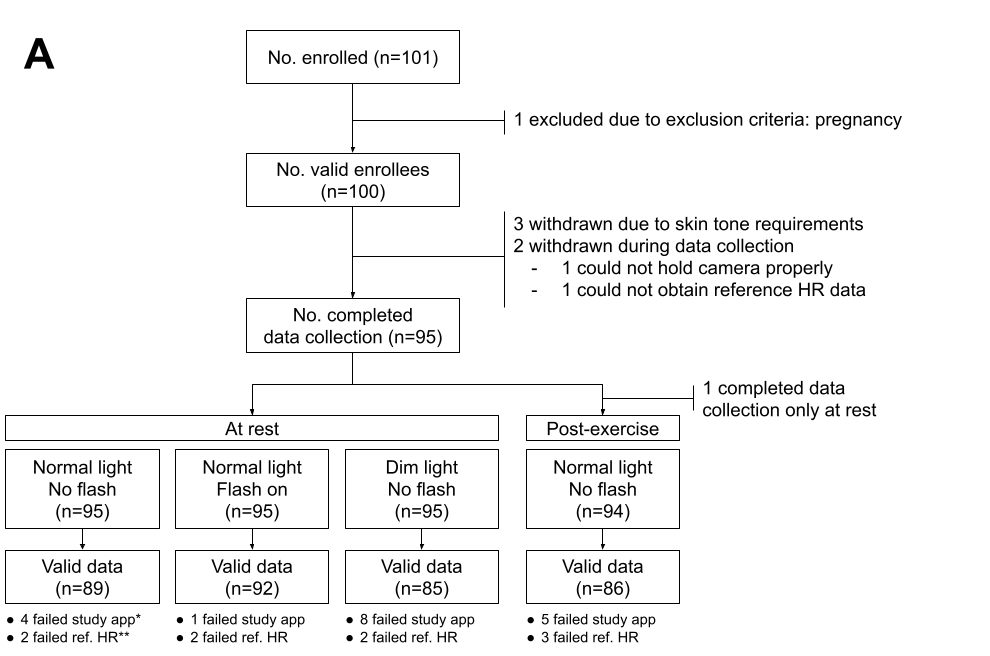 A
No. enrolled (n=101)
1 excluded due to exclusion criteria: pregnancy
No. valid enrollees
(n=100)
3 withdrawn due to skin tone requirements
2 withdrawn during data collection
- 1 could not hold camera properly
- 1 could not obtain reference HR data
No. completed
data collection (n=95)
1 completed data
collection only at rest
At rest
Post-exercise
Normal light
No flash
(n=95)
Normal light
Flash on
(n=95)
Dim light
No flash
(n=95)
Normal light
No flash
(n=94)
Valid data
(n=89)
Valid data
(n=92)
Valid data
(n=85)
Valid data
(n=86)
● 4 failed study app*
● 2 failed ref. HR**
● 1 failed study app
● 2 failed ref. HR
● 8 failed study app
● 2 failed ref. HR
● 5 failed study app
● 3 failed ref. HR